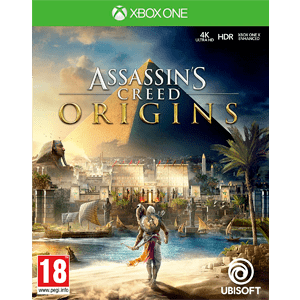 XBOX ONE
4K
ULTRA HD
HDR
XBOX ONE X
ENHANCED
ASSASSIN'S
CREED
ORIGINS
18
www.pegi.info
UBISOFT